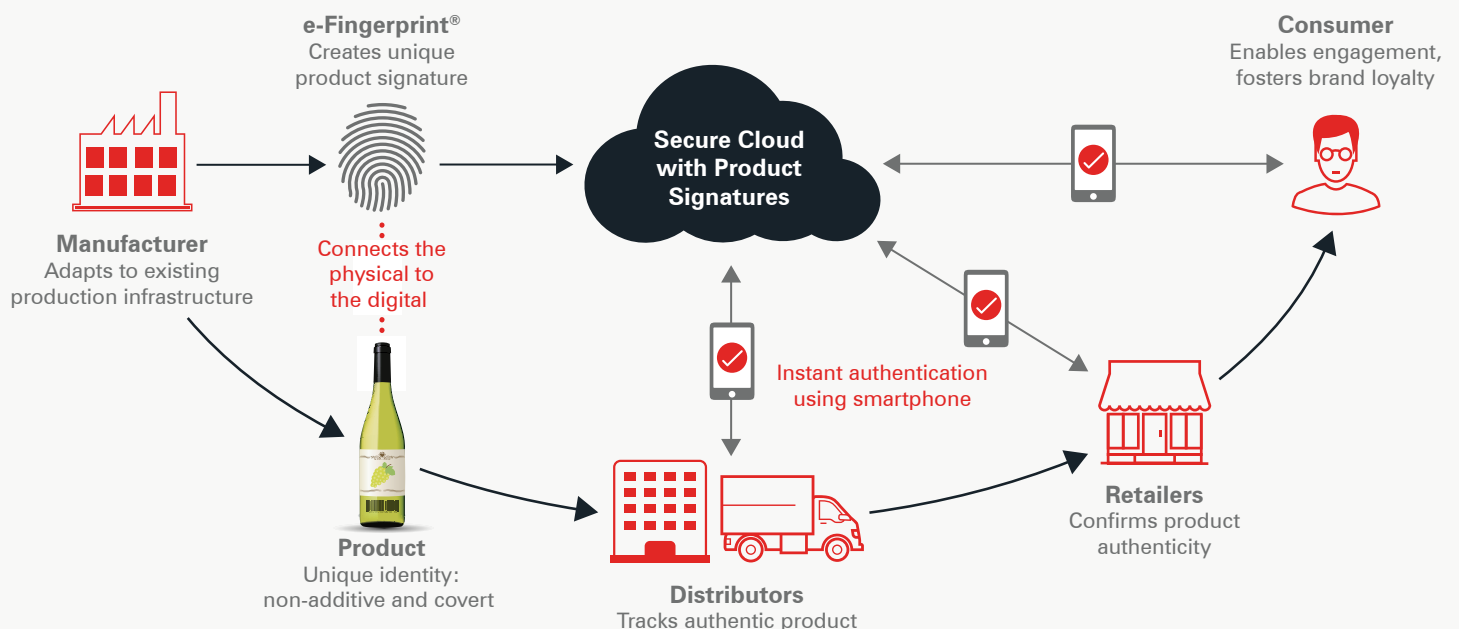 e-Fingerprint®
Creates unique
product signature
Consumer
Enables engagement,
fosters brand loyalty
Secure Cloud
with Product
Signatures
Manufacturer
Adapts to existing
production infrastructure
Connects the
physical to
the digital
Instant authentication
using smartphone
Product
Unique identity:
non-additive and covert
Distributors
Tracks authentic product
Retailers
Confirms product
authenticity